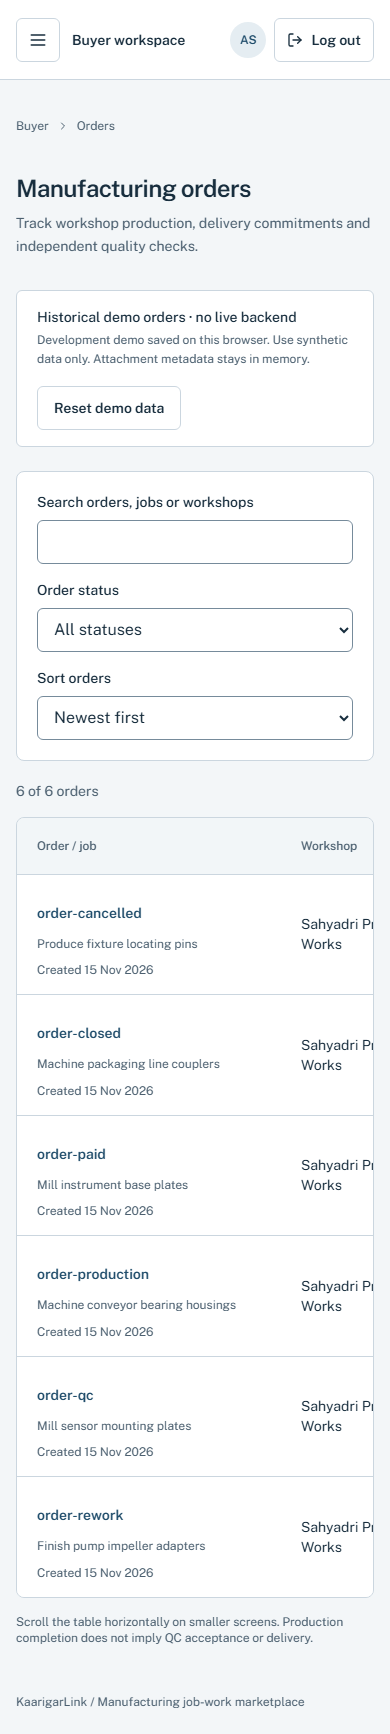 Buyer workspace
AS
Log out
Buyer
Orders
Manufacturing orders
Track workshop production, delivery commitments and
independent quality checks.
Historical demo orders · no live backend
Development demo saved on this browser. Use synthetic
data only. Attachment metadata stays in memory.
Reset demo data
Search orders, jobs or workshops
Order status
All statuses
Sort orders
Newest first
6 of 6 orders
Order / job
Workshop
order-cancelled
Produce fixture locating pins
Created 15 Nov 2026
Sahyadri
Works
order-closed
Machine packaging line couplers
Created 15 Nov 2026
Sahyadri
Works
order-paid
Mill instrument base plates
Created 15 Nov 2026
Sahyadri
Works
order-production
Machine conveyor bearing housings
Created 15 Nov 2026
Sahyadri
Works
order-qc
Mill sensor mounting plates
Created 15 Nov 2026
Sahyadri
Works
order-rework
Finish pump impeller adapters
Created 15 Nov 2026
Sahyadri
Works
Scroll the table horizontally on smaller screens. Production
completion does not imply QC acceptance or delivery.
KaarigarLink / Manufacturing job-work marketplace